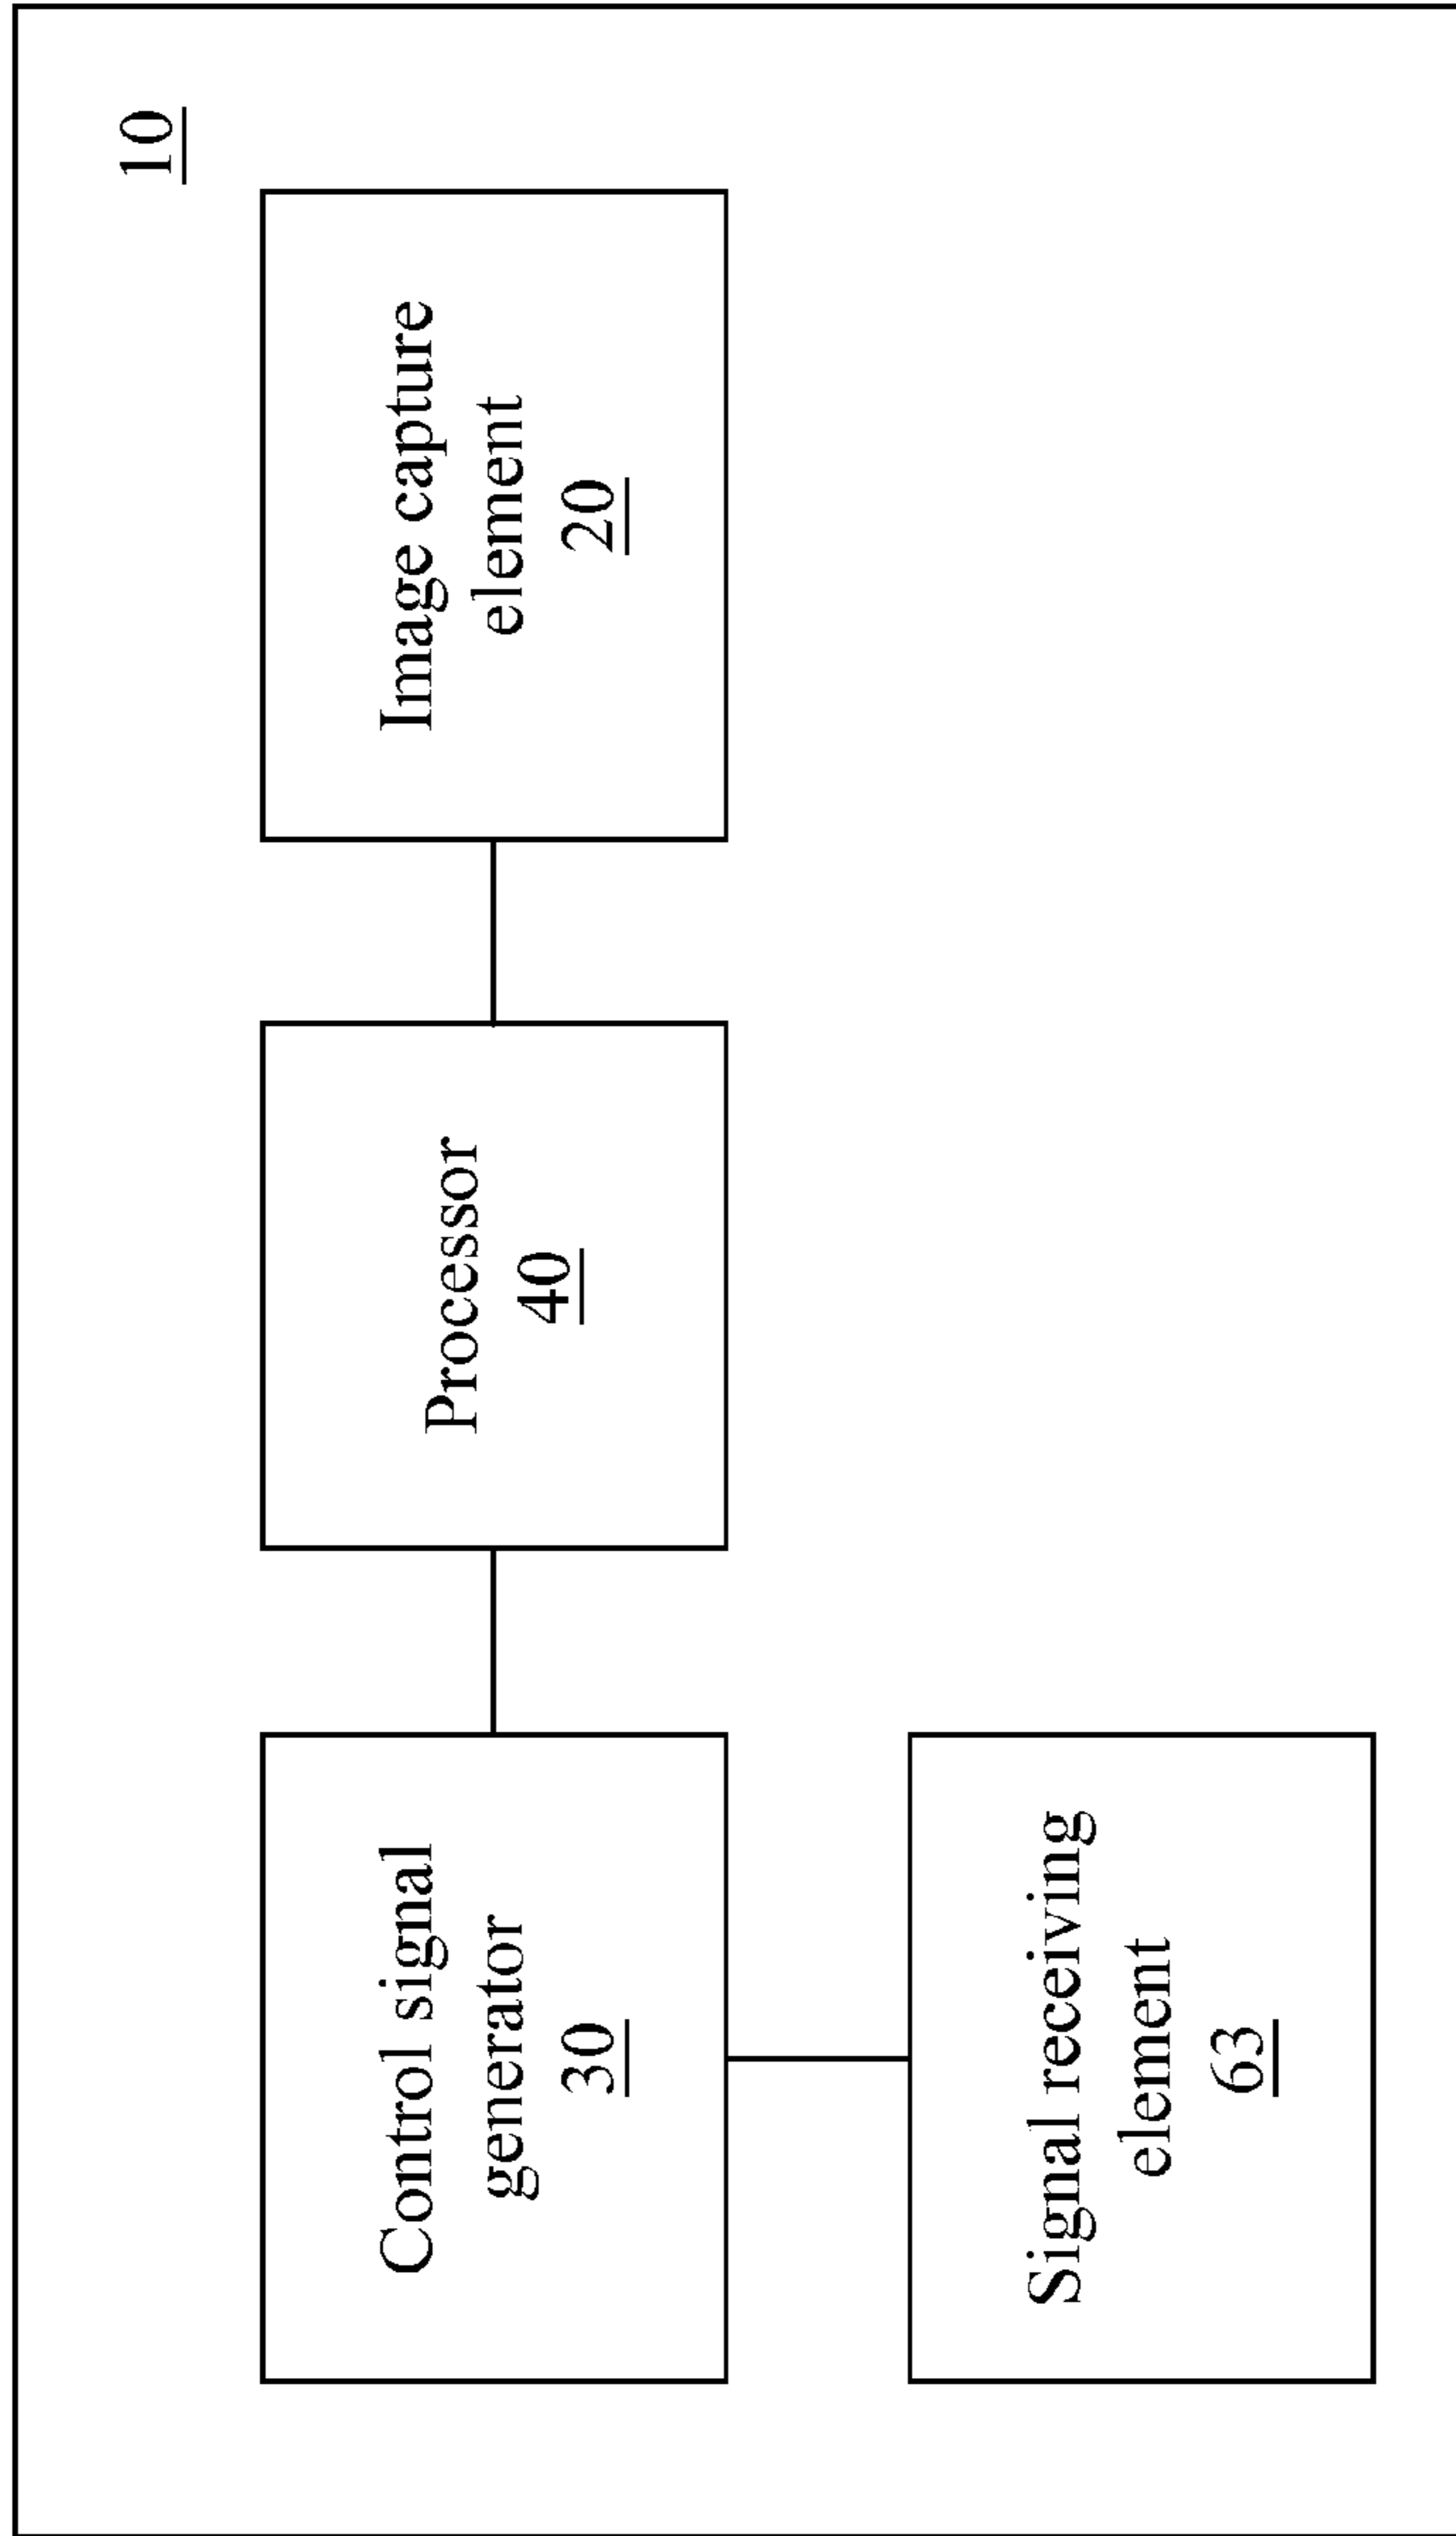 10
Control signal
generator
30
Processor
40
Image capture
element
20
Signal receiving
element
63